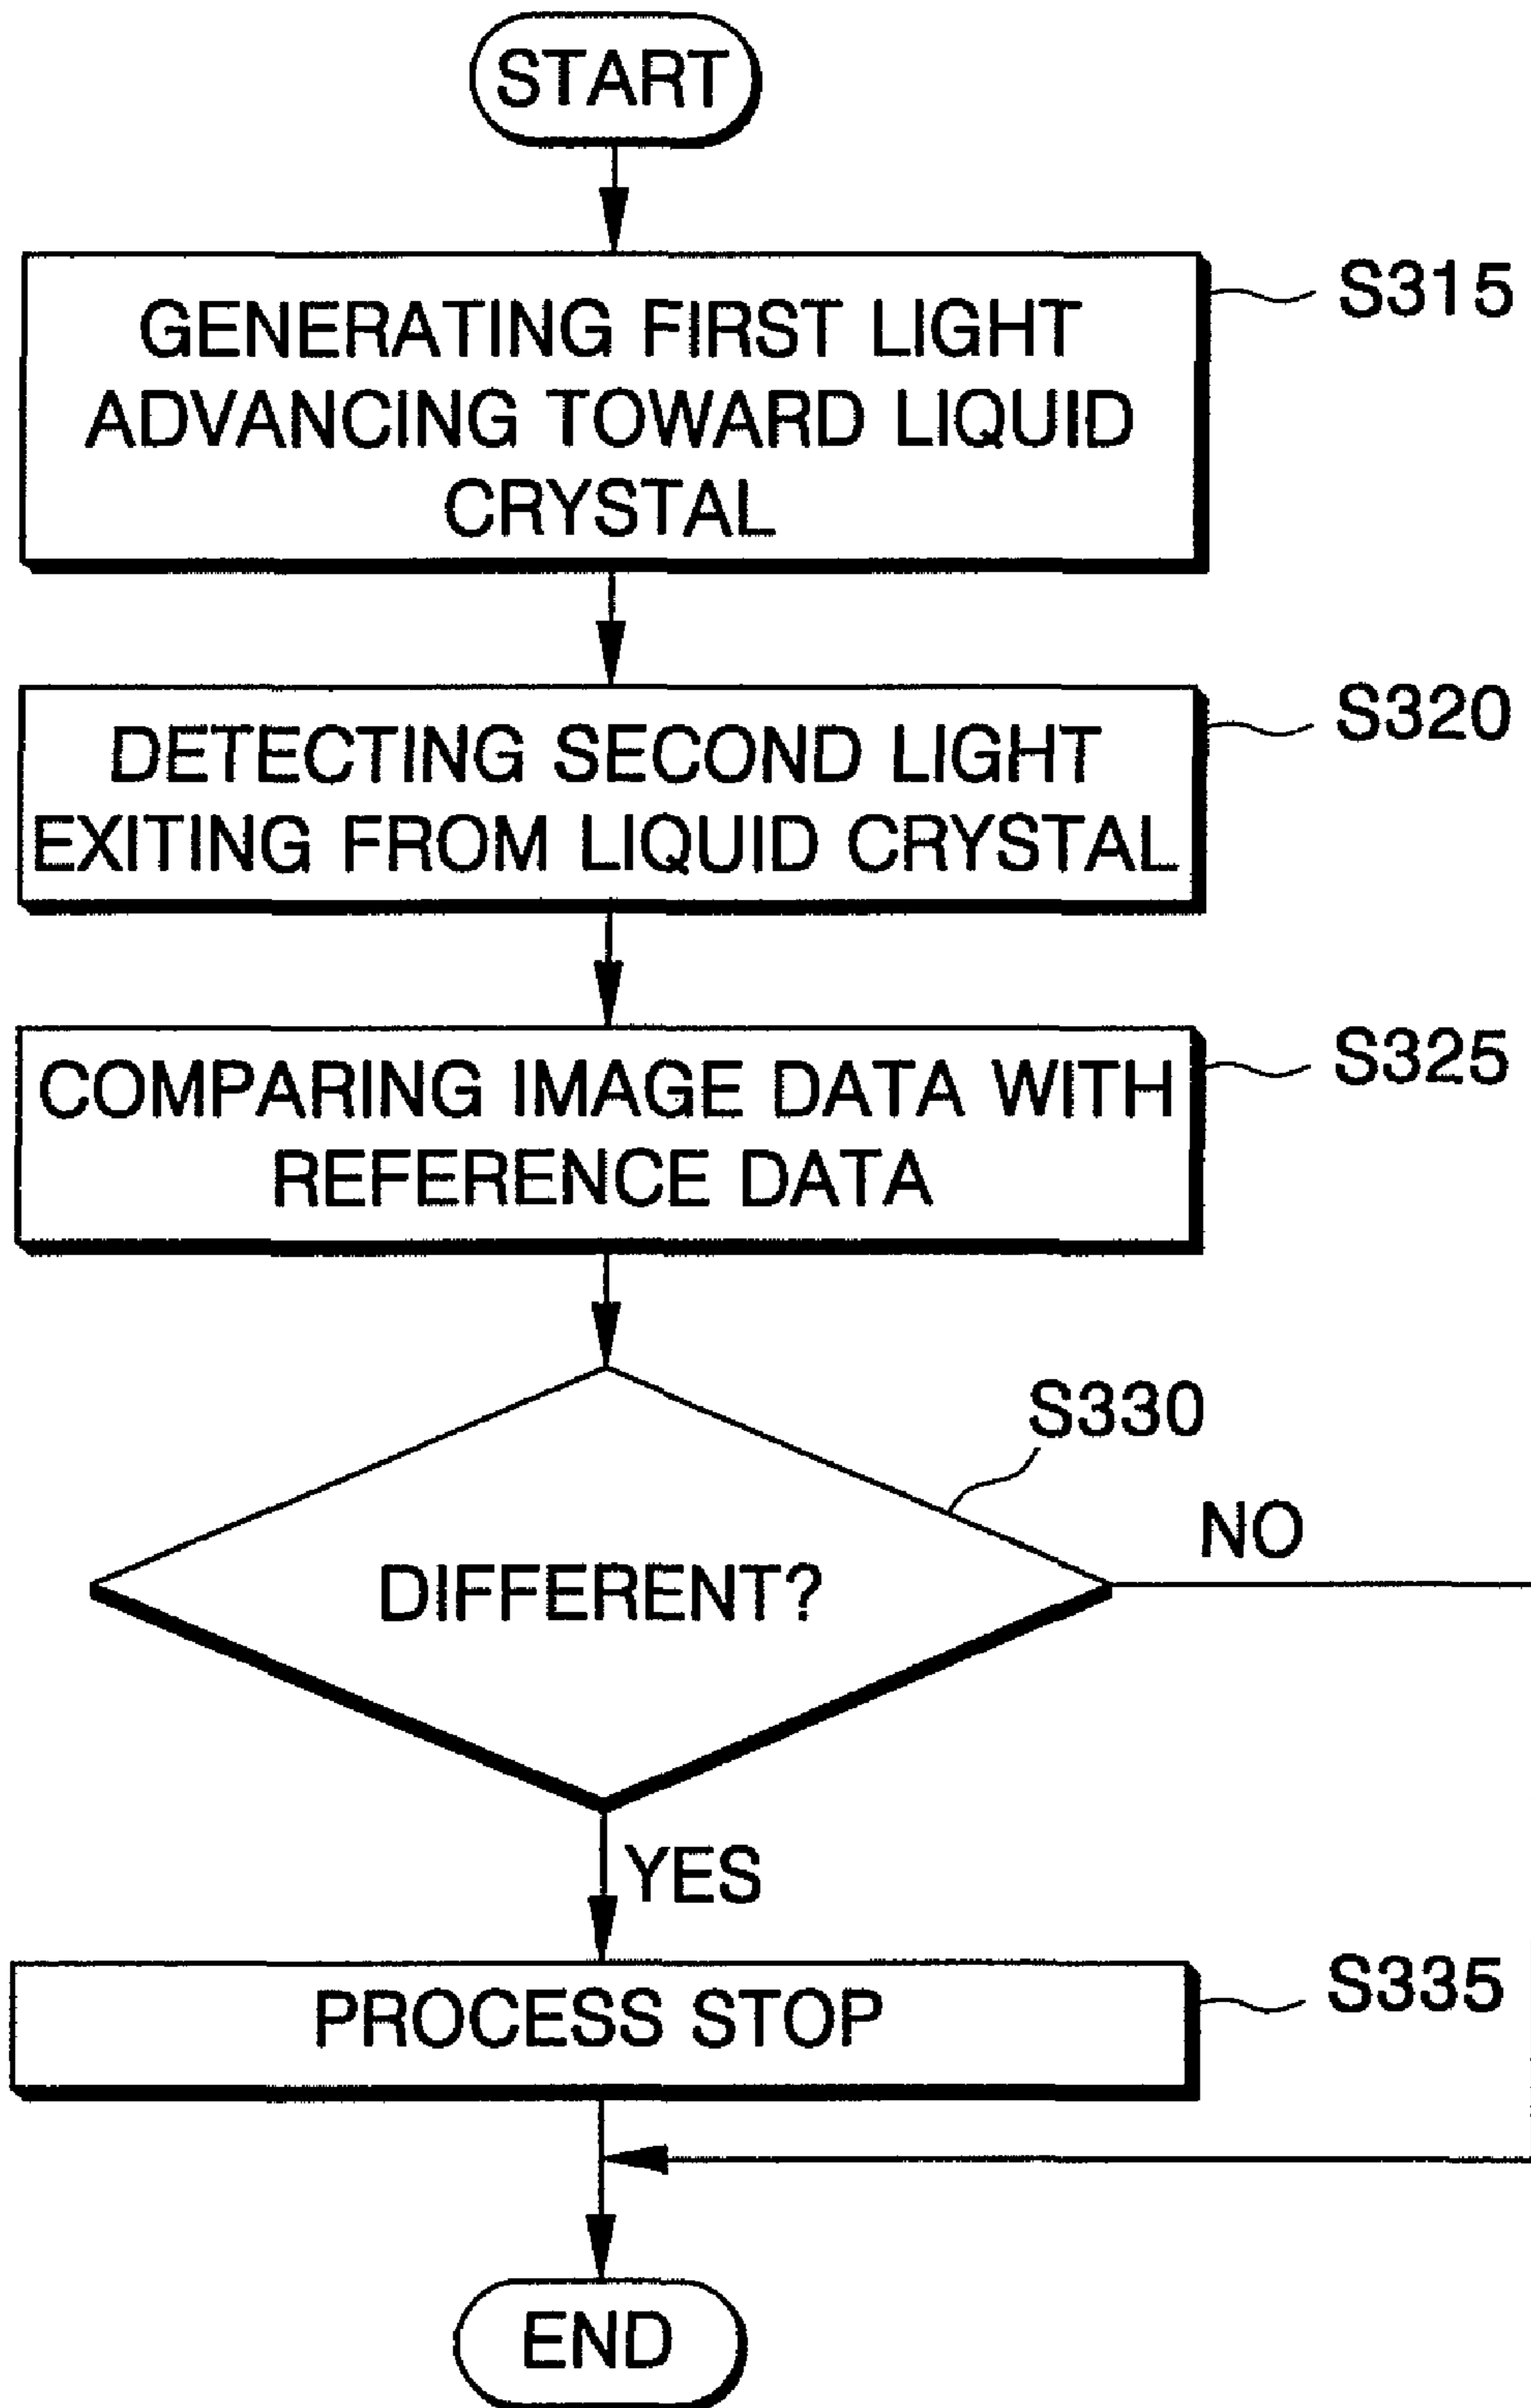 START
GENERATING FIRST LIGHT
ADVANCING TOWARD LIQUID
CRYSTAL
S315
DETECTING SECOND LIGHT
EXITING FROM LIQUID CRYSTAL
S320
COMPARING IMAGE DATA WITH
REFERENCE DATA
S325
S330
DIFFERENT?
NO
YES
PROCESS STOP
S335
END